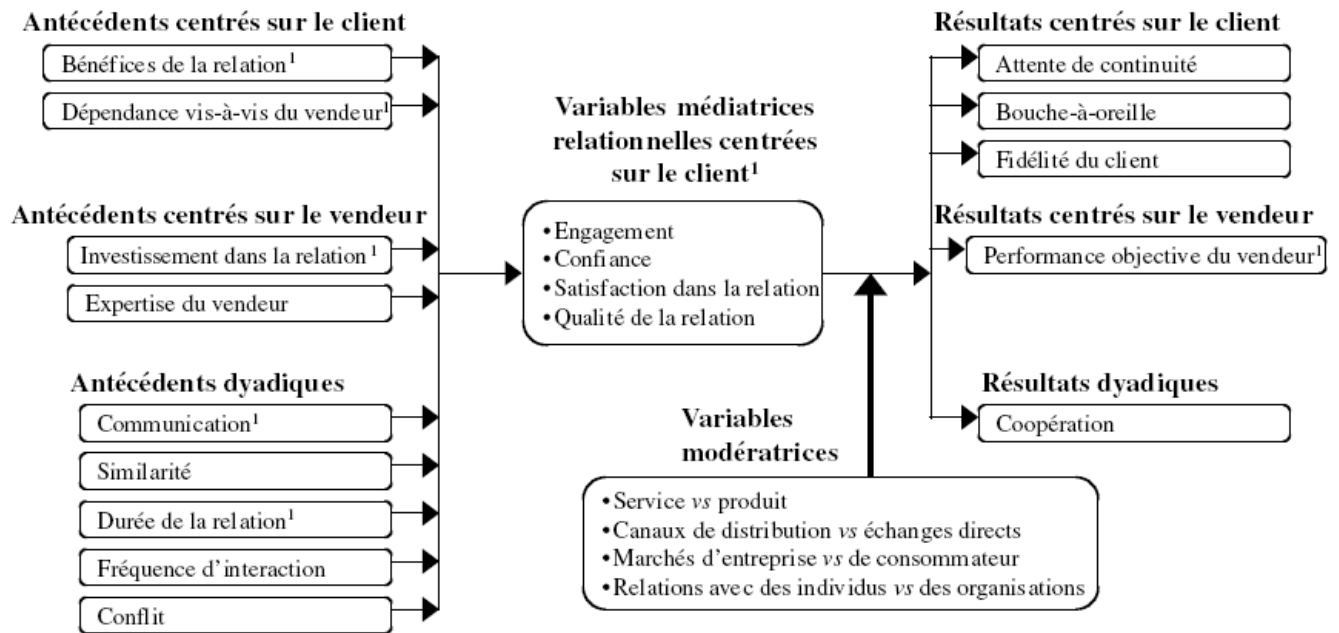 Antécédents centrés sur le client
Bénéfices de la relation¹
Dépendance vis-à-vis du vendeur¹
Antécédents centrés sur le vendeur
Investissement dans la relation¹
Expertise du vendeur
Antécédents dyadiques
Communication¹
Similarité
Durée de la relation¹
Fréquence d'interaction
Conflit
Variables médiatrices
relationnelles centrées
sur le client¹
•Engagement
•Confiance
•Satisfaction dans la relation
•Qualité de la relation
Variables
modératrices
•Service vs produit
•Canaux de distribution vs échanges directs
•Marchés d'entreprise vs de consommateur
•Relations avec des individus vs des organisations
Résultats centrés sur le client
Attente de continuité
Bouche-à-oreille
Fidélité du client
Résultats centrés sur le vendeur
Performance objective du vendeur¹
Résultats dyadiques
Coopération